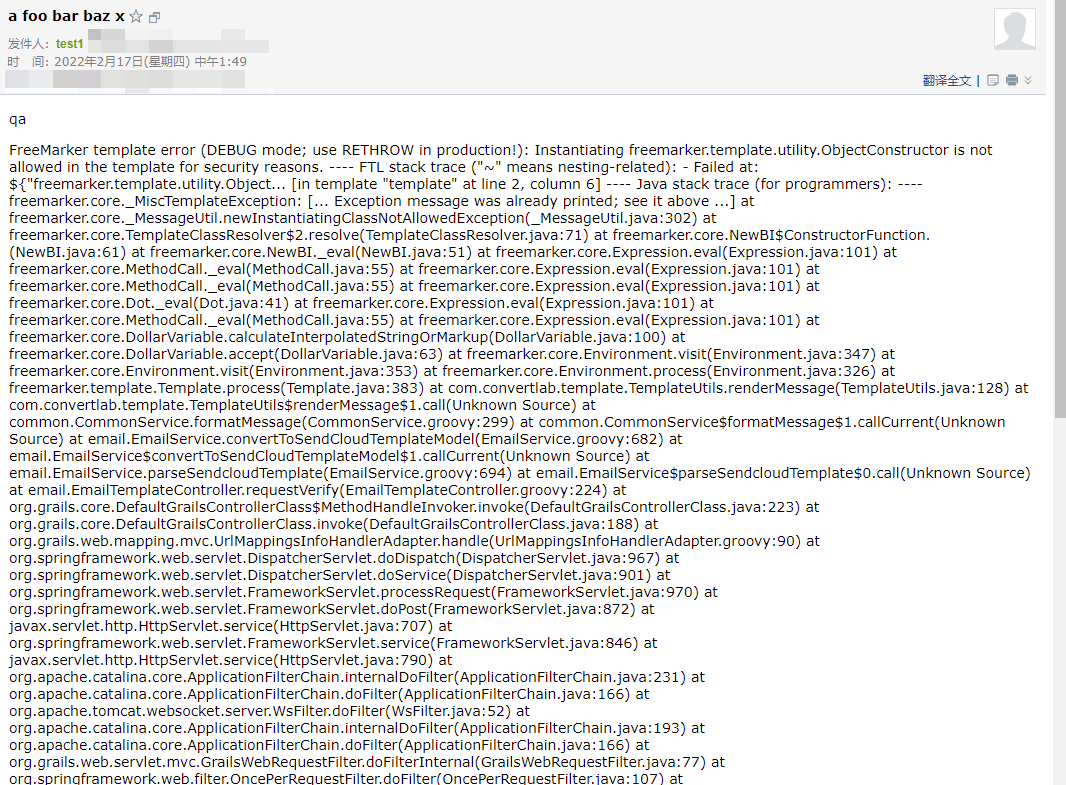 a foo bar baz x
发件人： test1
时　间： 2022年2月17日(星期四) 中午1:49
翻译全文 |
qa
FreeMarker template error (DEBUG mode; use RETHROW in production!): Instantiating freemarker.template.utility.ObjectConstructor is not
allowed in the template for security reasons. ---- FTL stack trace ("~" means nesting-related): - Failed at:
${"freemarker.template.utility.Object... [in template "template" at line 2, column 6] ---- Java stack trace (for programmers): ----
freemarker.core._MiscTemplateException: [... Exception message was already printed; see it above ...] at
freemarker.core._MessageUtil.newInstantiatingClassNotAllowedException(_MessageUtil.java:302) at
freemarker.core.TemplateClassResolver$2.resolve(TemplateClassResolver.java:71) at freemarker.core.NewBI$ConstructorFunction.
(NewBI.java:61) at freemarker.core.NewBI._eval(NewBI.java:51) at freemarker.core.Expression.eval(Expression.java:101) at
freemarker.core.MethodCall._eval(MethodCall.java:55) at freemarker.core.Expression.eval(Expression.java:101) at
freemarker.core.MethodCall._eval(MethodCall.java:55) at freemarker.core.Expression.eval(Expression.java:101) at
freemarker.core.Dot._eval(Dot.java:41) at freemarker.core.Expression.eval(Expression.java:101) at
freemarker.core.MethodCall._eval(MethodCall.java:55) at freemarker.core.Expression.eval(Expression.java:101) at
freemarker.core.DollarVariable.calculateInterpolatedStringOrMarkup(DollarVariable.java:100) at
freemarker.core.DollarVariable.accept(DollarVariable.java:63) at freemarker.core.Environment.visit(Environment.java:347) at
freemarker.core.Environment.visit(Environment.java:353) at freemarker.core.Environment.process(Environment.java:326) at
freemarker.template.Template.process(Template.java:383) at com.convertlab.template.TemplateUtils.renderMessage(TemplateUtils.java:128) at
com.convertlab.template.TemplateUtils$renderMessage$1.call(Unknown Source) at
common.CommonService.formatMessage(CommonService.groovy:299) at common.CommonService$formatMessage$1.callCurrent(Unknown
Source) at email.EmailService.convertToSendCloudTemplateModel(EmailService.groovy:682) at
email.EmailService$convertToSendCloudTemplateModel$1.callCurrent(Unknown Source) at
email.EmailService.parseSendcloudTemplate(EmailService.groovy:694) at email.EmailService$parseSendcloudTemplate$0.call(Unknown Source)
at email.EmailTemplateController.requestVerify(EmailTemplateController.groovy:224) at
org.grails.core.DefaultGrailsControllerClass$MethodHandleInvoker.invoke(DefaultGrailsControllerClass.java:223) at
org.grails.core.DefaultGrailsControllerClass.invoke(DefaultGrailsControllerClass.java:188) at
org.grails.web.mapping.mvc.UrlMappingsInfoHandlerAdapter.handle(UrlMappingsInfoHandlerAdapter.groovy:90) at
org.springframework.web.servlet.DispatcherServlet.doDispatch(DispatcherServlet.java:967) at
org.springframework.web.servlet.DispatcherServlet.doService(DispatcherServlet.java:901) at
org.springframework.web.servlet.FrameworkServlet.processRequest(FrameworkServlet.java:970) at
org.springframework.web.servlet.FrameworkServlet.doPost(FrameworkServlet.java:872) at
javax.servlet.http.HttpServlet.service(HttpServlet.java:707) at
org.springframework.web.servlet.FrameworkServlet.service(FrameworkServlet.java:846) at
javax.servlet.http.HttpServlet.service(HttpServlet.java:790) at
org.apache.catalina.core.ApplicationFilterChain.internalDoFilter(ApplicationFilterChain.java:231) at
org.apache.catalina.core.ApplicationFilterChain.doFilter(ApplicationFilterChain.java:166) at
org.apache.tomcat.websocket.server.WsFilter.doFilter(WsFilter.java:52) at
org.apache.catalina.core.ApplicationFilterChain.internalDoFilter(ApplicationFilterChain.java:193) at
org.apache.catalina.core.ApplicationFilterChain.doFilter(ApplicationFilterChain.java:166) at
org.grails.web.servlet.mvc.GrailsWebRequestFilter.doFilterInternal(GrailsWebRequestFilter.java:77) at
org.springframework.web.filter.OncePerRequestFilter.doFilter(OncePerRequestFilter.java:107) at